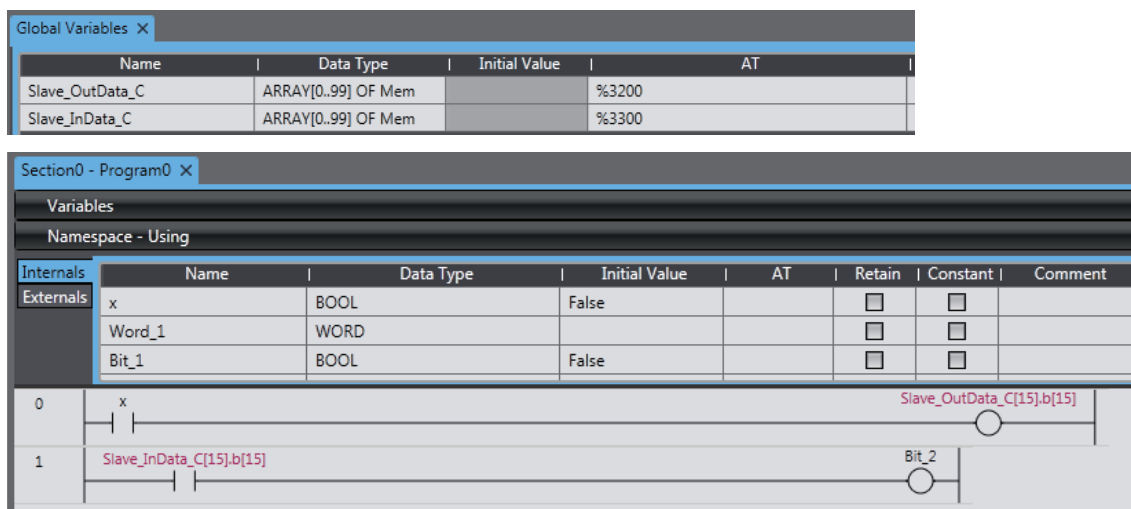 Global Variables X
Name Data Type Initial Value AT
Slave_OutData_C ARRAY[0..99] OF Mem %3200
Slave_InData_C ARRAY[0..99] OF Mem %3300
Section0 - Program0 X
Variables
Namespace - Using
Internals Name Data Type Initial Value AT Retain Constant Comment
Externals x BOOL False
Word_1 WORD
Bit_1 BOOL False
0 x Slave_OutData_C[15].b[15]
1 Slave_InData_C[15].b[15] Bit_2